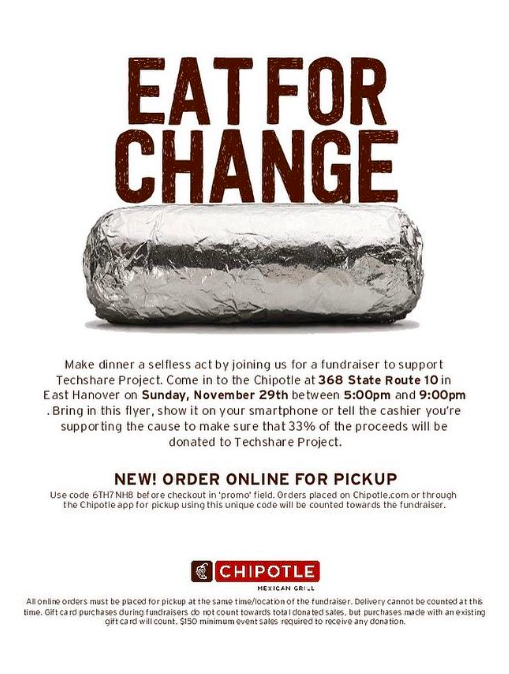 EAT FOR
CHANGE
Make dinner a selfless act by joining us for a fundraiser to support
Techshare Project. Come in to the Chipotle at 368 State Route 10 in
East Hanover on Sunday, November 29th between 5:00pm and 9:00pm
. Bring in this flyer, show it on your smartphone or tell the cashier you're
supporting the cause to make sure that 33% of the proceeds will be
donated to Techshare Project.
NEW! ORDER ONLINE FOR PICKUP
Use code 6TH7NH8 before checkout in 'promo' field. Orders placed on Chipotle.com or through
the Chipotle app for pickup using this unique code will be counted towards the fundraiser.
CHIPOTLE
MEXICAN GRILL
All online orders must be placed for pickup at the same time/location of the fundraiser. Delivery cannot be counted at this
time. Gift card purchases during fundraisers do not count towards total donated sales, but purchases made with an existing
gift card will count. $150 minimum event sales required to receive any donation.